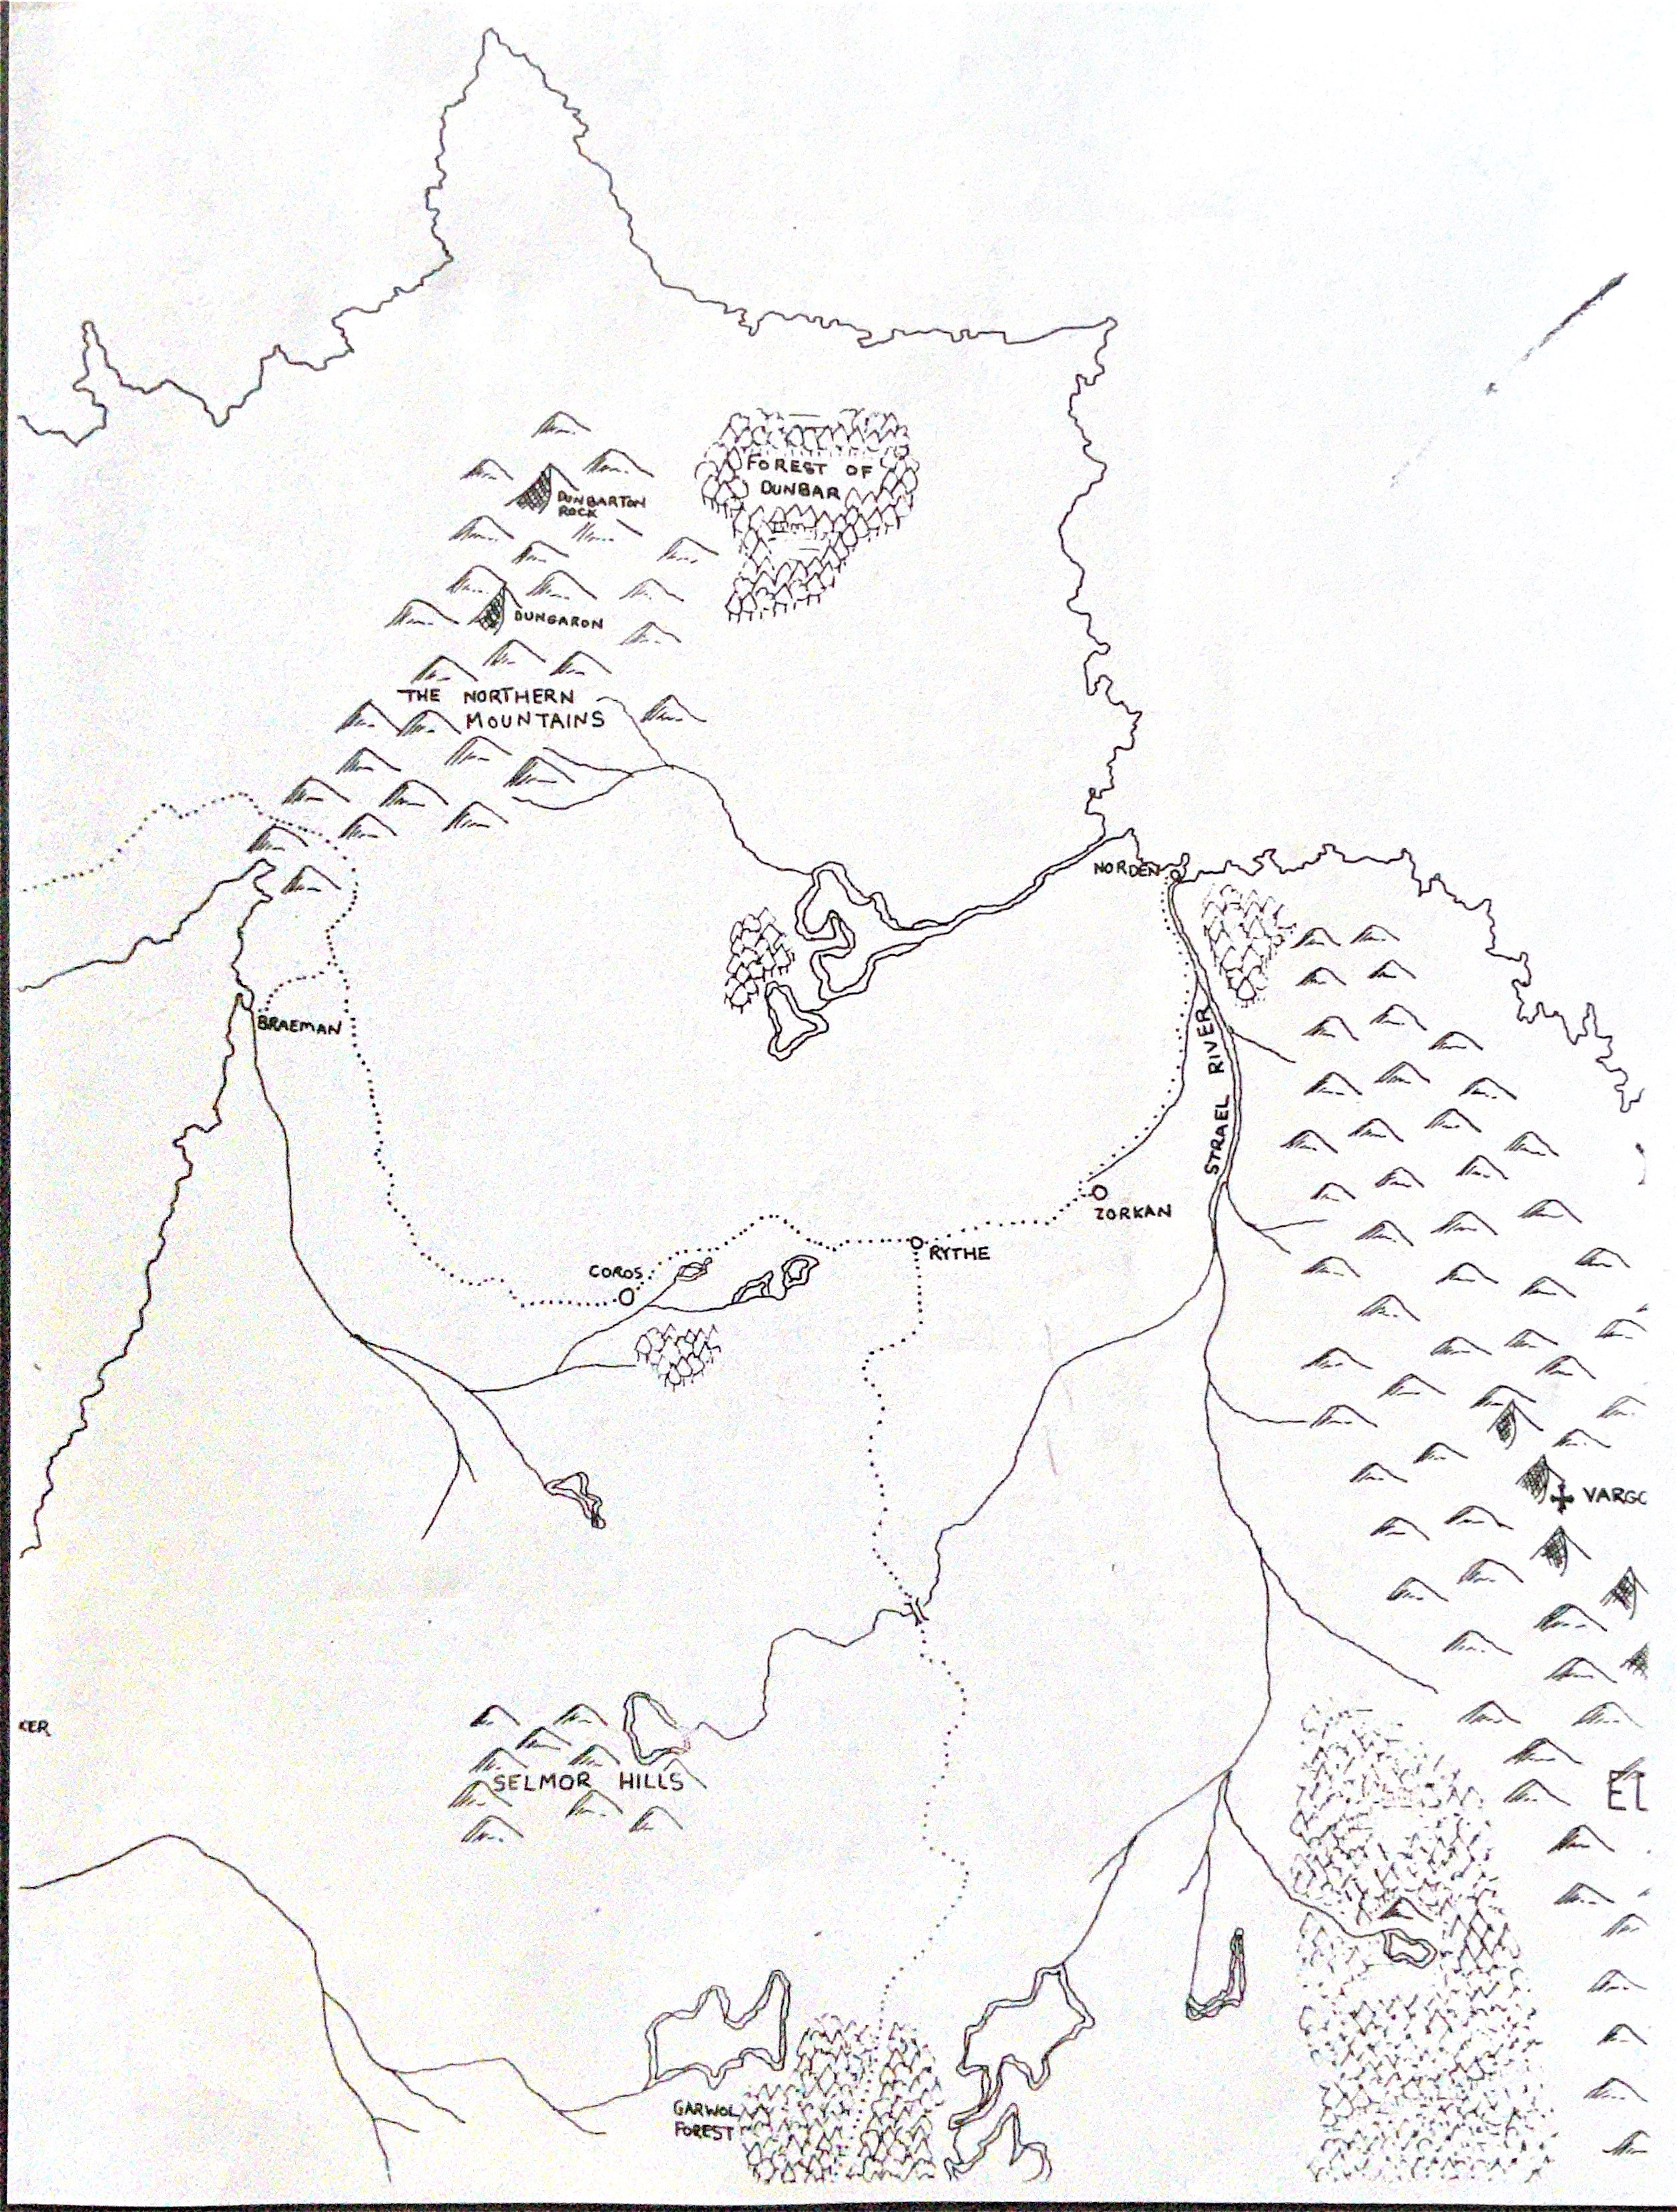 FOREST OF
DUNBAR
DUNBARTON
ROCK
DUNGARON
THE NORTHERN
MOUNTAINS
NORDEN
BRAEMAN
STRAEL RIVER
ZORKAN
RYTHE
COROS
VARGO
KER
SELMOR HILLS
EL
GARWOL
FOREST